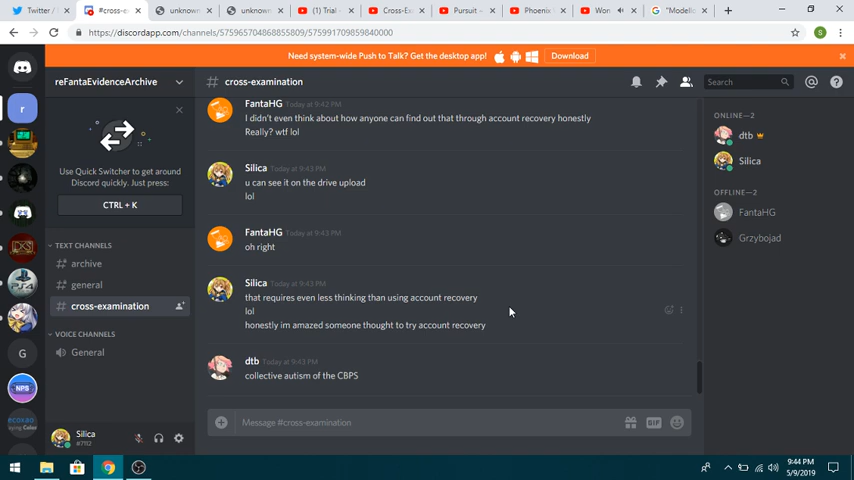 Twitter /
#cross-e
unknown
unknown
(1) Trial
Cross-Ex
Pursuit –
Phoenix
Won
"Modello
https://discordapp.com/channels/575965704868855809/575971709859840000
Need system-wide Push to Talk? Get the desktop app!
Download
reFantaEvidenceArchive
# cross-examination
Search
Use Quick Switcher to get around
Discord quickly. Just press:
CTRL + K
TEXT CHANNELS
# archive
# general
# cross-examination
VOICE CHANNELS
General
Silica
#7112
FantaHG Today at 9:42 PM
I didn't even think about how anyone can find out that through account recovery honestly
Really? wtf lol
Silica Today at 9:43 PM
u can see it on the drive upload
lol
FantaHG Today at 9:43 PM
oh right
Silica Today at 9:43 PM
that requires even less thinking than using account recovery
lol
honestly im amazed someone thought to try account recovery
dtb Today at 9:43 PM
collective autism of the CBPS
Message #cross-examination
GIF
ONLINE—2
dtb
Silica
OFFLINE—2
FantaHG
Grzybojad
G
NPS
9:44 PM
5/9/2019